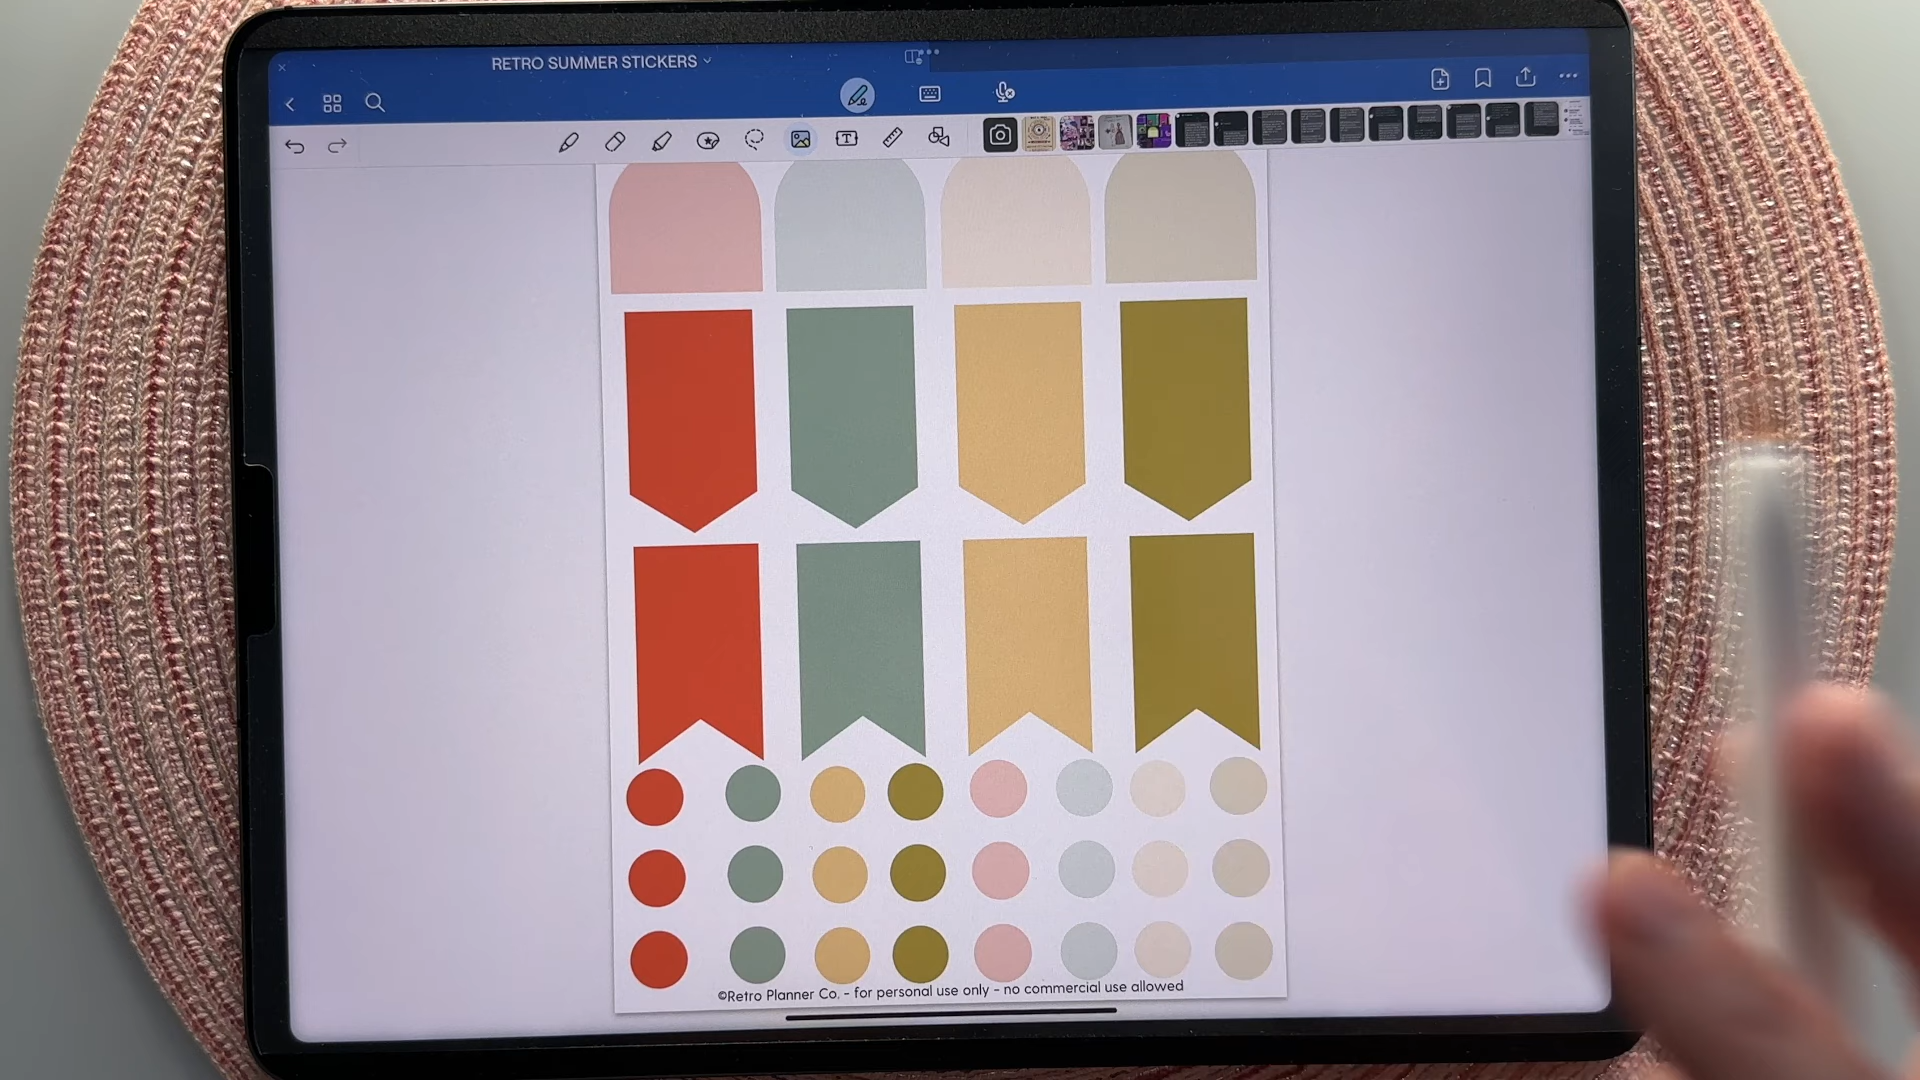 RETRO SUMMER STICKERS
©Retro Planner Co. - for personal use only - no commercial use allowed